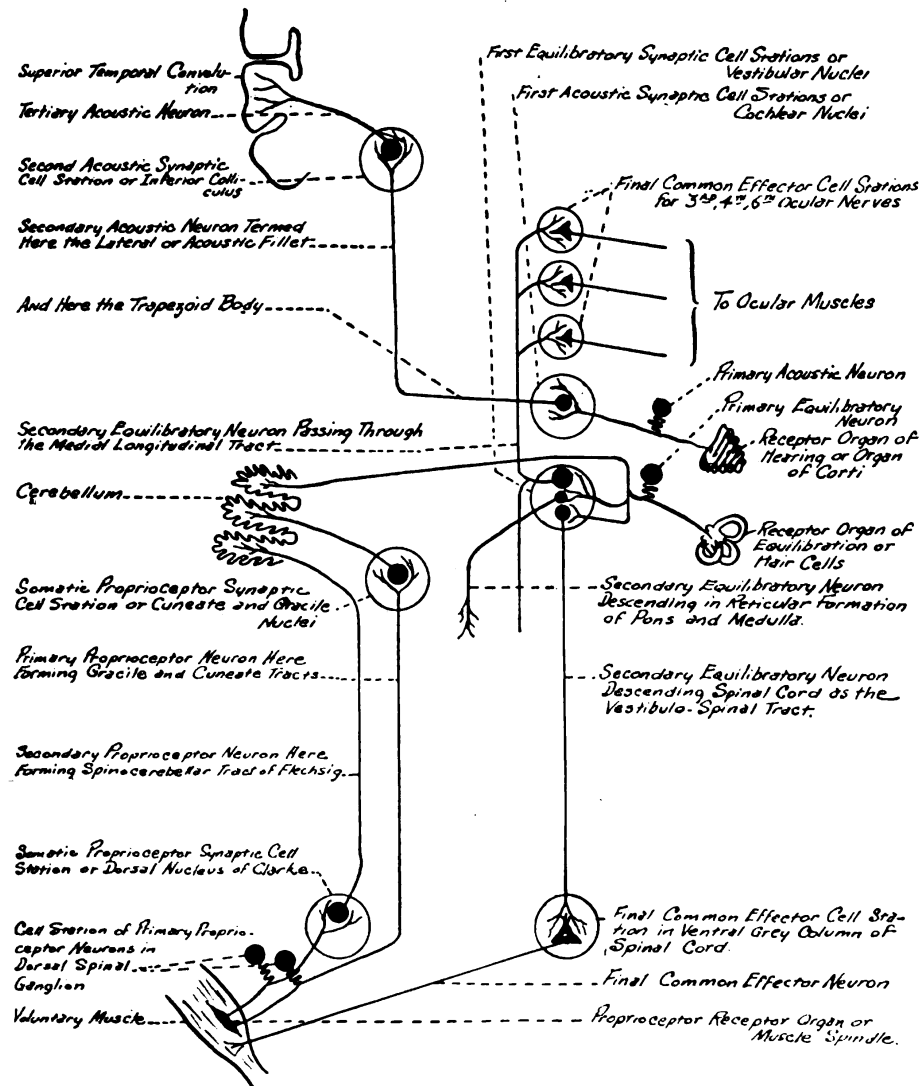 Superior Temporal Convolu-
tion
Tertiary Acoustic Neuron
Second Acoustic Synaptic
Cell Station or Inferior Colli-
culus
Secondary Acoustic Neuron Termed
Here the Lateral or Acoustic Fillet
And Here the Trapezoid Body
Secondary Equilibratory Neuron Passing Through
the Medial Longitudinal Tract
Cerebellum
Somatic Proprioceptor Synaptic
Cell Station or Cuneate and Gracile
Nuclei
Primary Proprioceptor Neuron Here
Forming Gracile and Cuneate Tracts
Secondary Proprioceptor Neuron Here
Forming Spinocerebellar Tract of Flechsig
Somatic Proprioceptor Synaptic Cell
Station or Dorsal Nucleus of Clarke
Cell Station of Primary Proprio-
ceptor Neurons in
Dorsal Spinal
Ganglion
Voluntary Muscle
First Equilibratory Synaptic Cell Stations or
Vestibular Nuclei
First Acoustic Synaptic Cell Stations or
Cochlear Nuclei
Final Common Effector Cell Stations
for 3rd, 4th, 6th Ocular Nerves
To Ocular Muscles
Primary Acoustic Neuron
Primary Equilibratory
Neuron
Receptor Organ of
Hearing or Organ
of Corti
Receptor Organ of
Equilibration or
Hair Cells
Secondary Equilibratory Neuron
Descending in Reticular Formation
of Pons and Medulla.
Secondary Equilibratory Neuron
Descending Spinal Cord as the
Vestibulo-Spinal Tract.
Final Common Effector Cell Sta-
tion in Ventral Grey Column of
Spinal Cord.
Final Common Effector Neuron
Proprioceptor Receptor Organ or
Muscle Spindle.